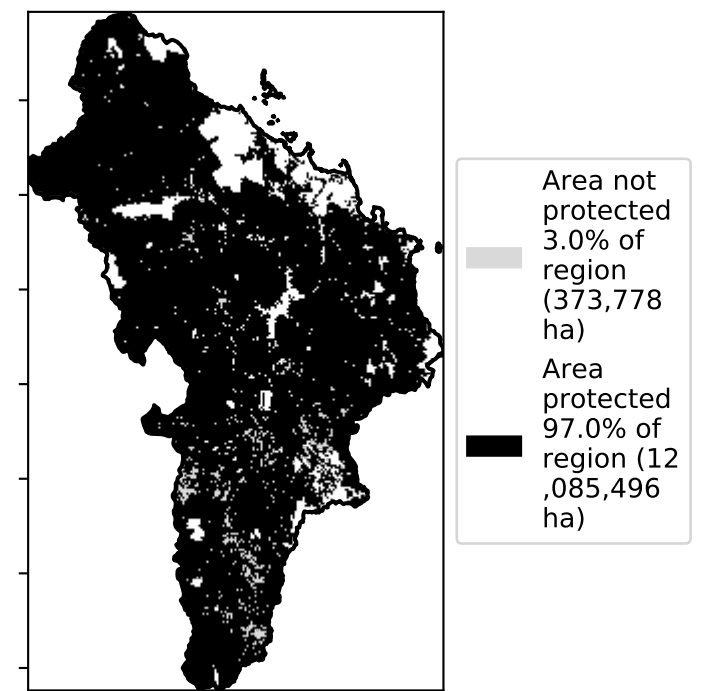 Area not
protected
3.0% of
region
(373,778
ha)
Area
protected
97.0% of
region (12
,085,496
ha)